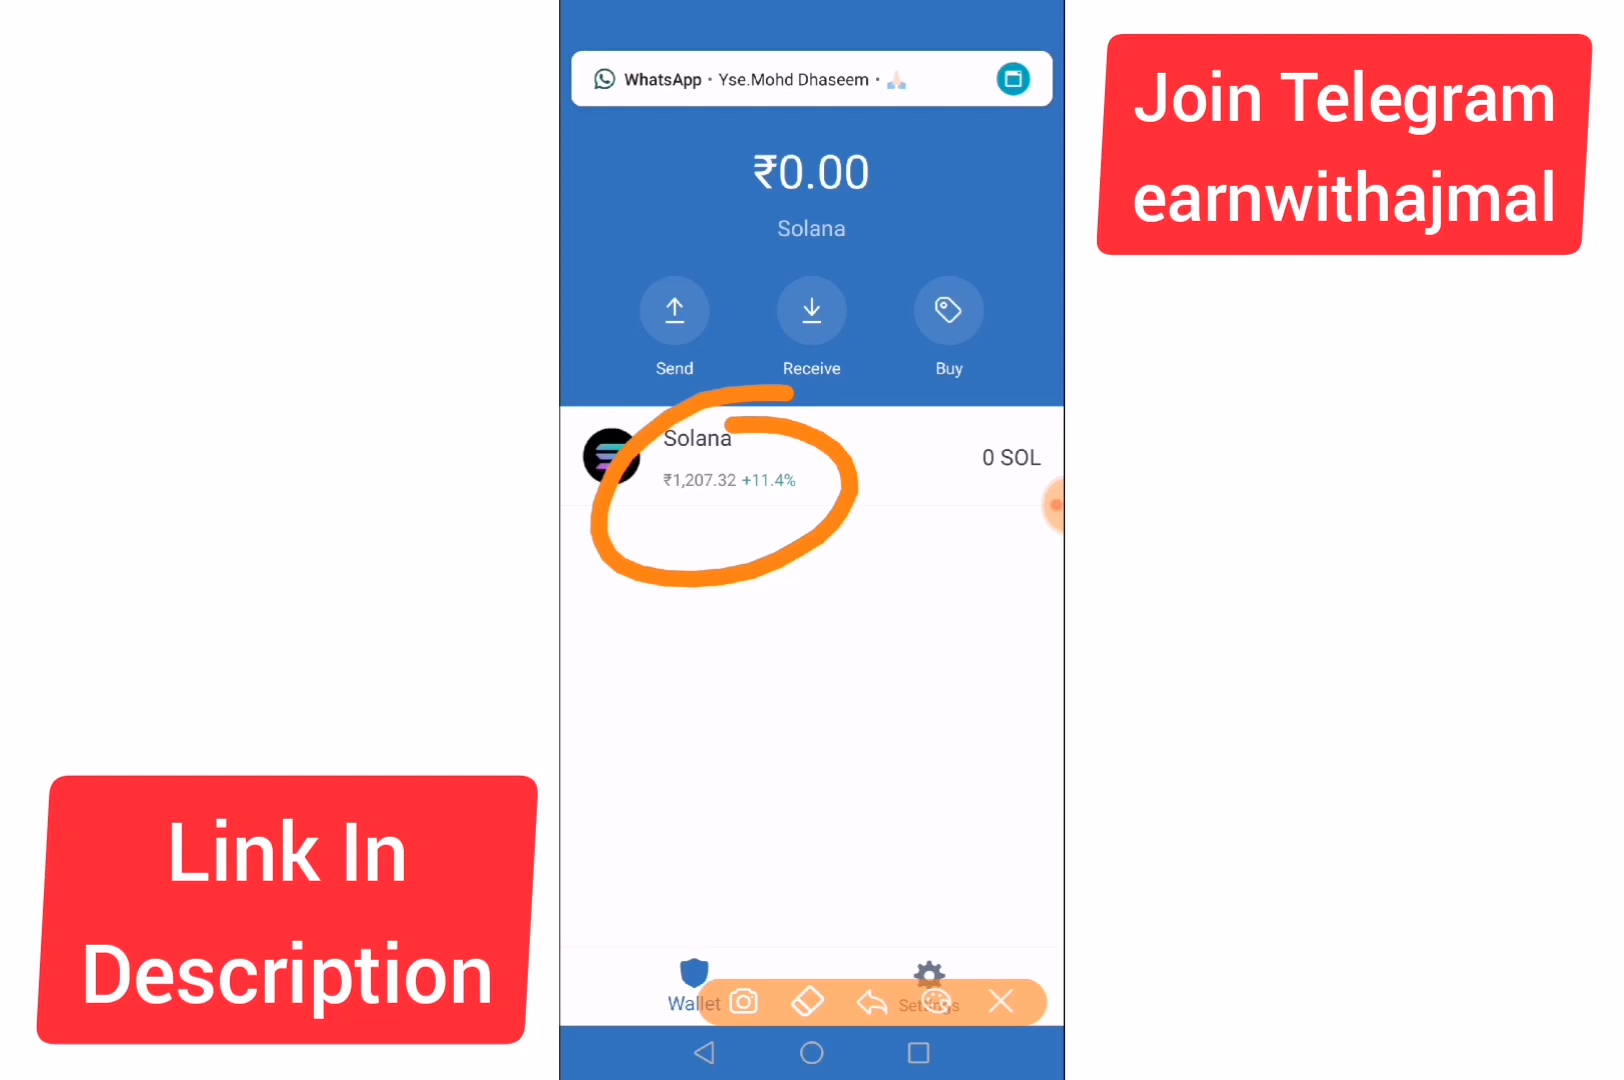 WhatsApp · Yse.Mohd Dhaseem · 🙏🏻
₹0.00
Solana
Send
Receive
Buy
Solana
₹1,207.32 +11.4%
0 SOL
Wallet
Settings
Join Telegram
earnwithajmal
Link In
Description